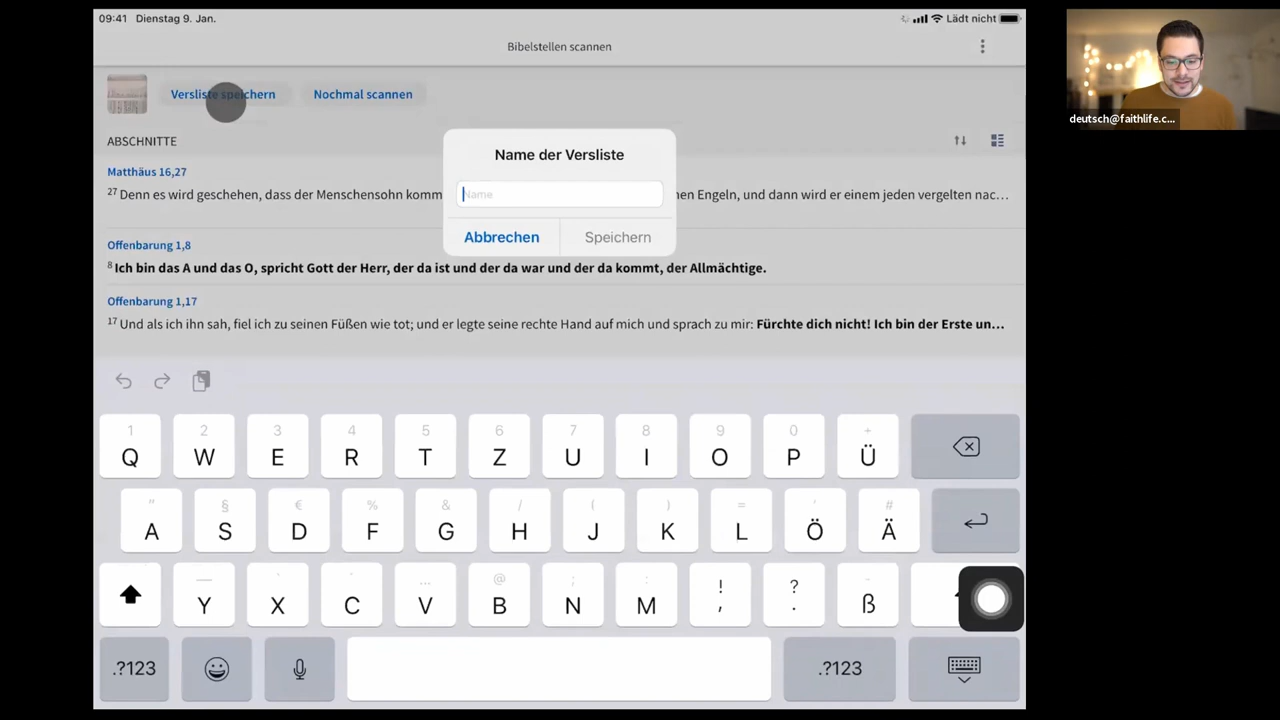 09:41 Dienstag 9. Jan.
Lädt nicht
Bibelstellen scannen
Versliste speichern
Nochmal scannen
ABSCHNITTE
Name der Versliste
Name
Abbrechen
Speichern
Matthäus 16,27
27 Denn es wird geschehen, dass der Menschensohn komm
nen Engeln, und dann wird er einem jeden vergelten nac…
Offenbarung 1,8
8 Ich bin das A und das O, spricht Gott der Herr, der da ist und der da war und der da kommt, der Allmächtige.
Offenbarung 1,17
17 Und als ich ihn sah, fiel ich zu seinen Füßen wie tot; und er legte seine rechte Hand auf mich und sprach zu mir: Fürchte dich nicht! Ich bin der Erste un…
1 2 3 4 5 6 7 8 9 0 +
Q W E R T Z U I O P Ü
" § € % & / ( ) = ' #
A S D F G H J K L Ö Ä
— ` ´ … @ ; : ! ? -
Y X C V B N M , . ß
.?123
.?123
deutsch@faithlife.c...